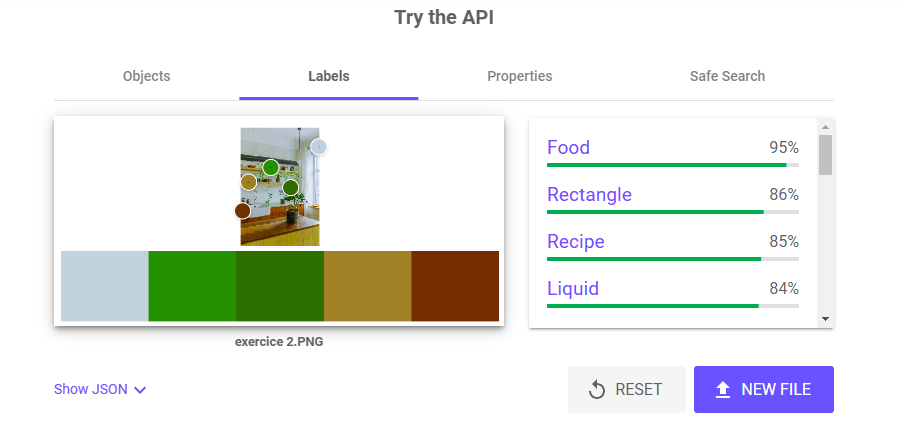 Try the API
Objects Labels Properties Safe Search
Food 95%
Rectangle 86%
Recipe 85%
Liquid 84%
exercice 2.PNG
Show JSON RESET NEW FILE